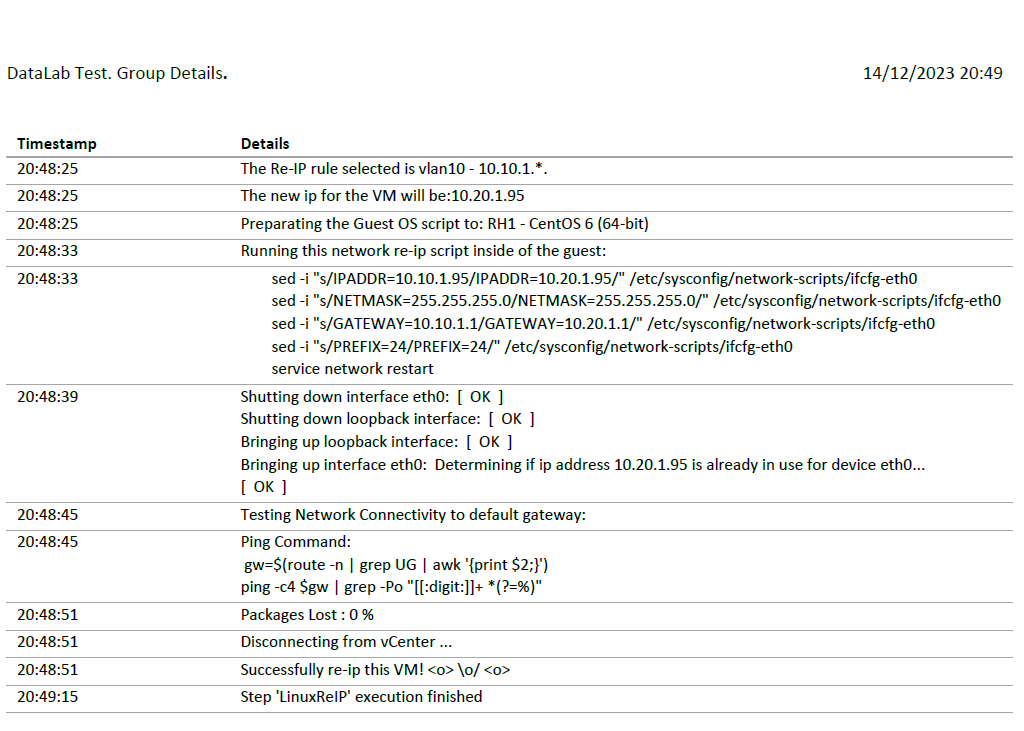 DataLab Test. Group Details.
14/12/2023 20:49
Timestamp Details
20:48:25 The Re-IP rule selected is vlan10 - 10.10.1.*.
20:48:25 The new ip for the VM will be:10.20.1.95
20:48:25 Preparating the Guest OS script to: RH1 - CentOS 6 (64-bit)
20:48:33 Running this network re-ip script inside of the guest:
20:48:33 sed -i "s/IPADDR=10.10.1.95/IPADDR=10.20.1.95/" /etc/sysconfig/network-scripts/ifcfg-eth0
sed -i "s/NETMASK=255.255.255.0/NETMASK=255.255.255.0/" /etc/sysconfig/network-scripts/ifcfg-eth0
sed -i "s/GATEWAY=10.10.1.1/GATEWAY=10.20.1.1/" /etc/sysconfig/network-scripts/ifcfg-eth0
sed -i "s/PREFIX=24/PREFIX=24/" /etc/sysconfig/network-scripts/ifcfg-eth0
service network restart
20:48:39 Shutting down interface eth0: [ OK ]
Shutting down loopback interface: [ OK ]
Bringing up loopback interface: [ OK ]
Bringing up interface eth0: Determining if ip address 10.20.1.95 is already in use for device eth0...
[ OK ]
20:48:45 Testing Network Connectivity to default gateway:
20:48:45 Ping Command:
gw=$(route -n | grep UG | awk '{print $2;}')
ping -c4 $gw | grep -Po "[[:digit:]]+ *(?=%)"
20:48:51 Packages Lost : 0 %
20:48:51 Disconnecting from vCenter ...
20:48:51 Successfully re-ip this VM! <o> \o/ <o>
20:49:15 Step 'LinuxReIP' execution finished